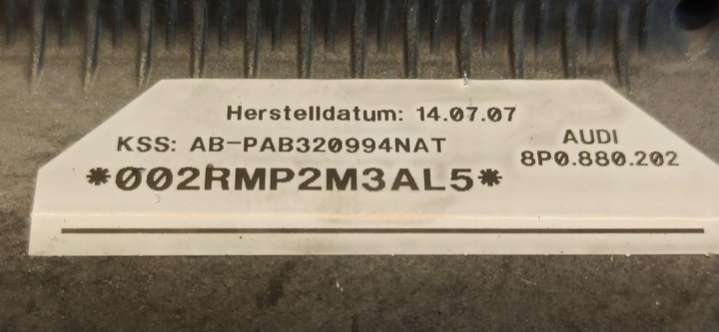 Herstelldatum: 14.07.07
KSS: AB-PAB320994NAT
AUDI
8P0.880.202
*002RMP2M3AL5*